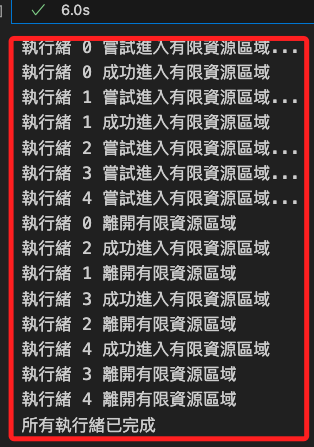 6.0s
執行緒 0 嘗試進入有限資源區域...
執行緒 0 成功進入有限資源區域
執行緒 1 嘗試進入有限資源區域...
執行緒 1 成功進入有限資源區域
執行緒 2 嘗試進入有限資源區域...
執行緒 3 嘗試進入有限資源區域...
執行緒 4 嘗試進入有限資源區域...
執行緒 0 離開有限資源區域
執行緒 2 成功進入有限資源區域
執行緒 1 離開有限資源區域
執行緒 3 成功進入有限資源區域
執行緒 2 離開有限資源區域
執行緒 4 成功進入有限資源區域
執行緒 3 離開有限資源區域
執行緒 4 離開有限資源區域
所有執行緒已完成